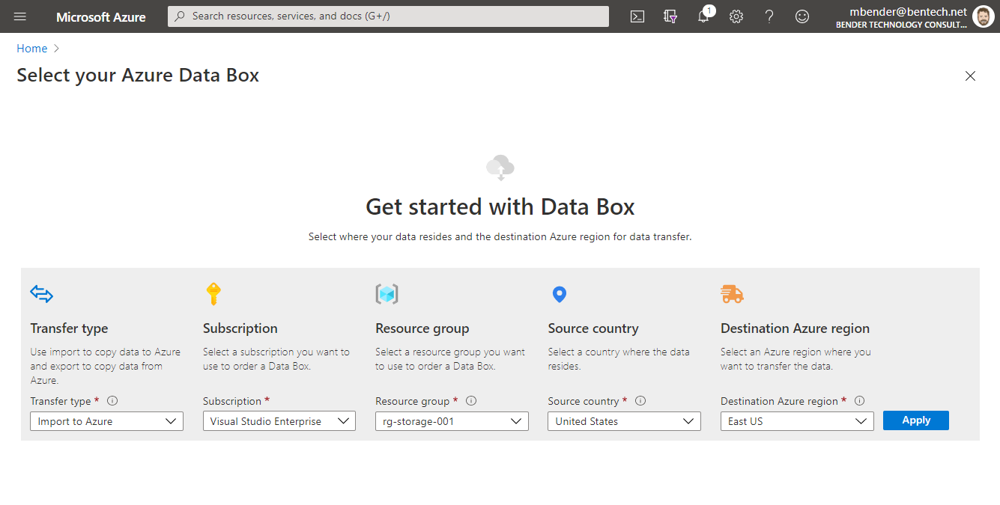 Microsoft Azure
Search resources, services, and docs (G+/)
1
mbender@bentech.net
BENDER TECHNOLOGY CONSULT...
Home
Select your Azure Data Box
Get started with Data Box
Select where your data resides and the destination Azure region for data transfer.
Transfer type
Use import to copy data to Azure
and export to copy data from
Azure.
Transfer type *
Import to Azure
Subscription
Select a subscription you want to
use to order a Data Box.
Subscription *
Visual Studio Enterprise
Resource group
Select a resource group you want
to use to order a Data Box.
Resource group *
rg-storage-001
Source country
Select a country where the data
resides.
Source country *
United States
Destination Azure region
Select an Azure region where you
want to transfer the data.
Destination Azure region *
East US
Apply